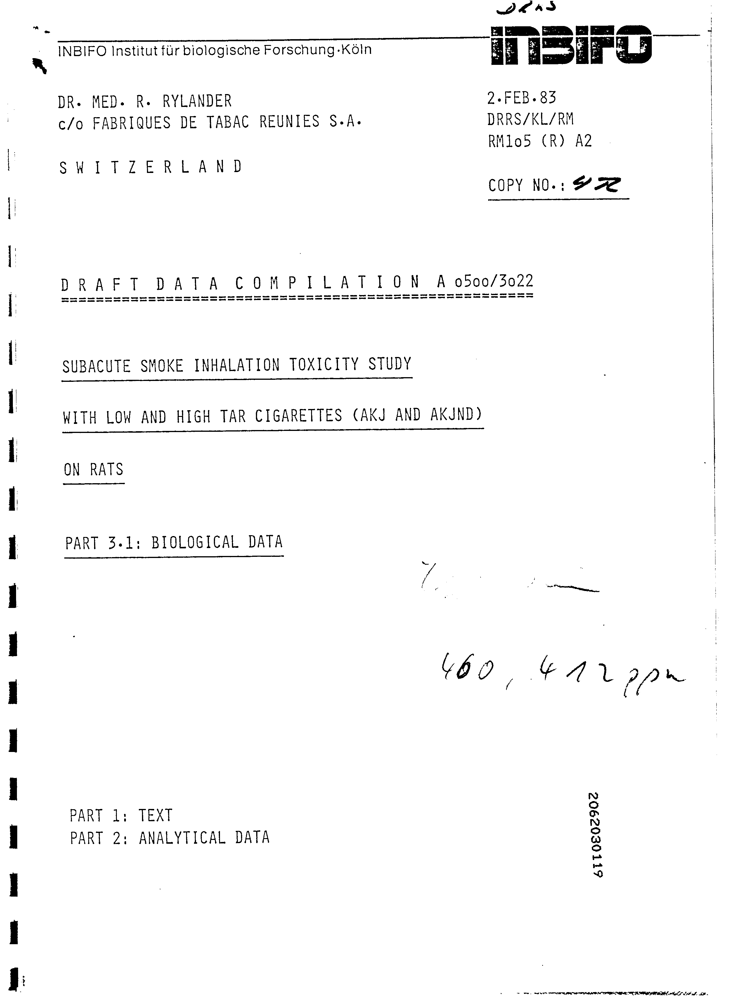 INBIFO Institut für biologische Forschung·Köln
INBIFO
DR. MED. R. RYLANDER
c/o FABRIQUES DE TABAC REUNIES S.A.
S W I T Z E R L A N D
2.FEB.83
DRRS/KL/RM
RM1o5 (R) A2
COPY NO.:
D R A F T  D A T A  C O M P I L A T I O N  A o5oo/3o22
SUBACUTE SMOKE INHALATION TOXICITY STUDY
WITH LOW AND HIGH TAR CIGARETTES (AKJ AND AKJND)
ON RATS
PART 3.1: BIOLOGICAL DATA
460, 412 ppm
PART 1: TEXT
PART 2: ANALYTICAL DATA
2062030119